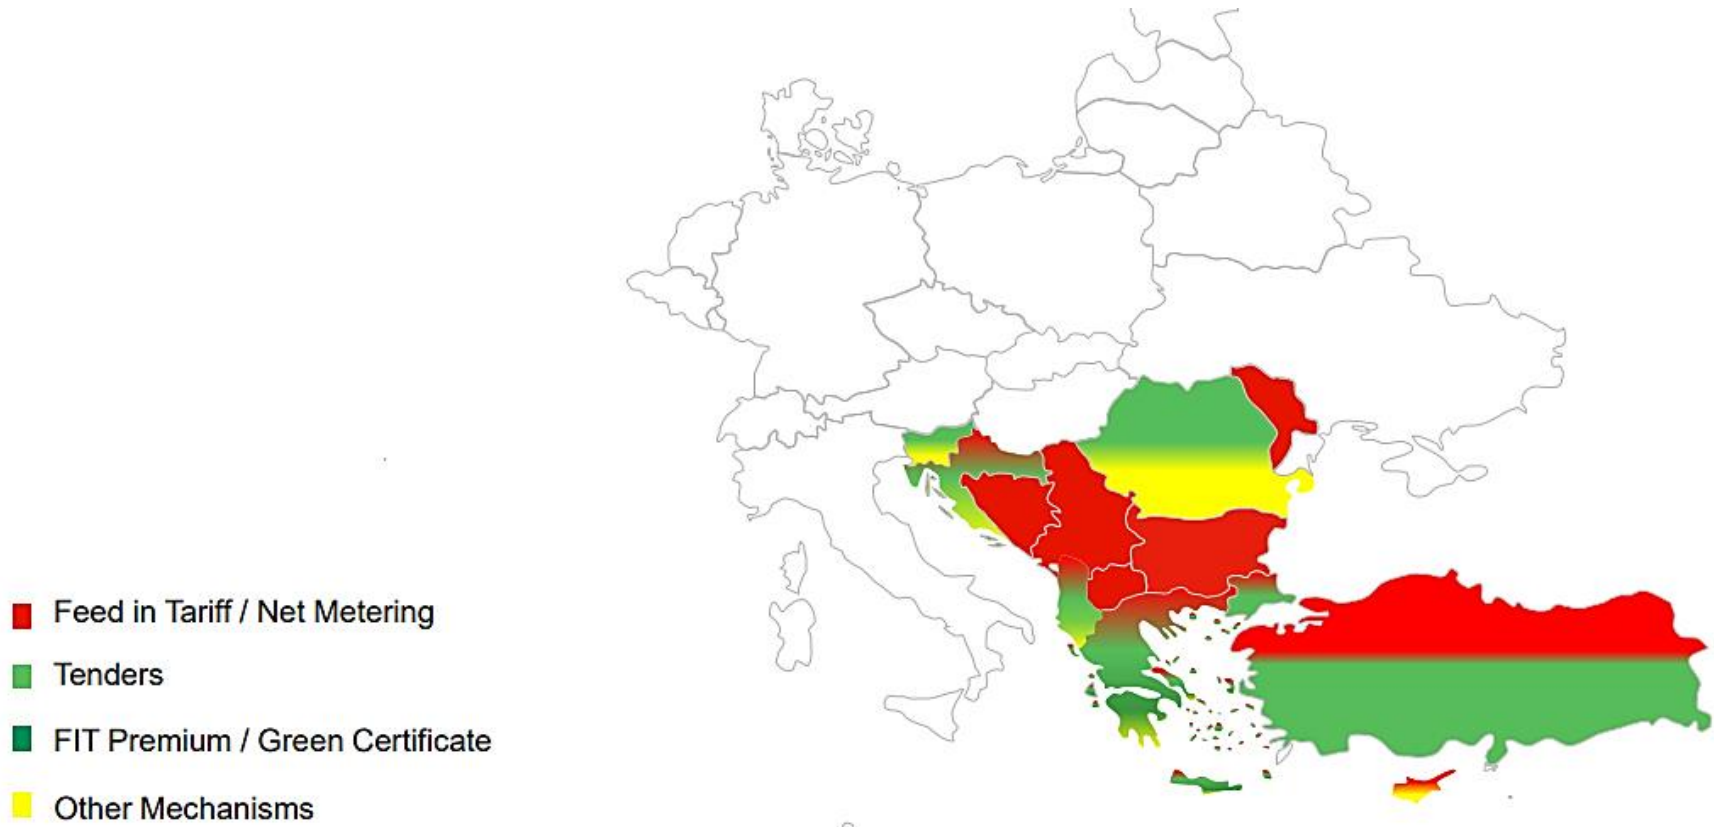 Feed in Tariff / Net Metering
Tenders
FIT Premium / Green Certificate
Other Mechanisms